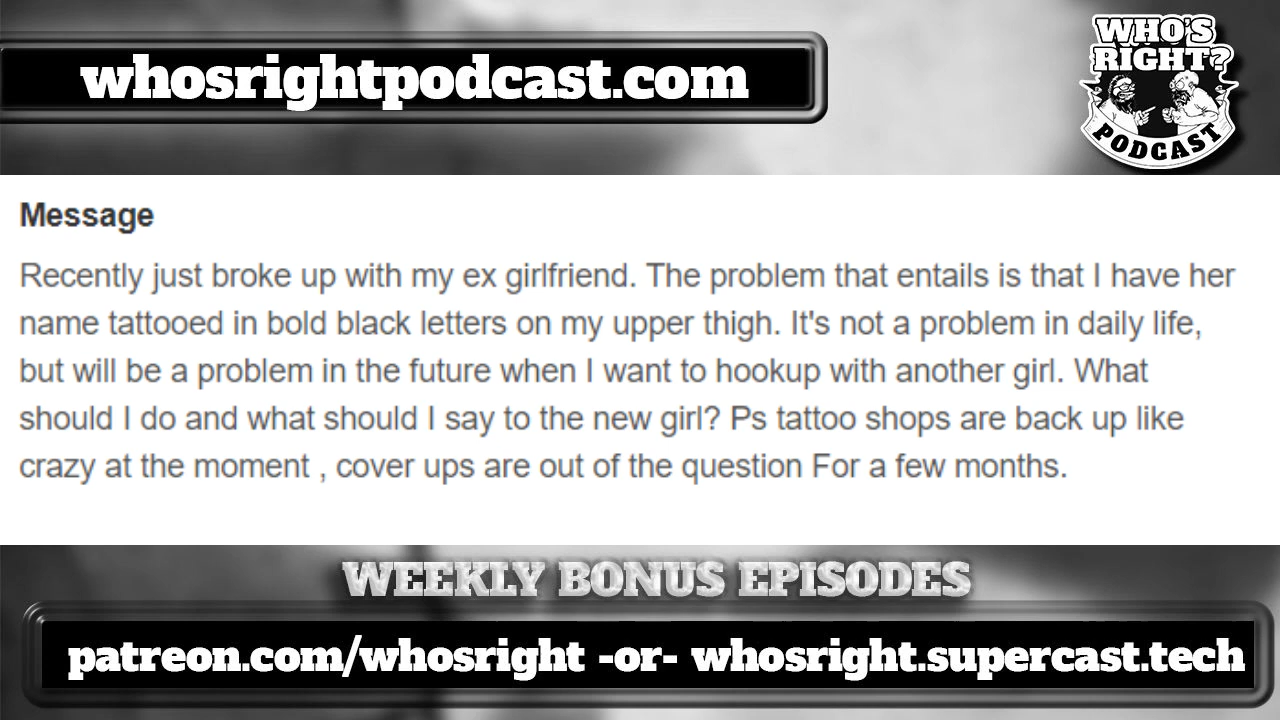 whosrightpodcast.com
WHO'S
RIGHT?
PODCAST
Message
Recently just broke up with my ex girlfriend. The problem that entails is that I have her
name tattooed in bold black letters on my upper thigh. It's not a problem in daily life,
but will be a problem in the future when I want to hookup with another girl. What
should I do and what should I say to the new girl? Ps tattoo shops are back up like
crazy at the moment , cover ups are out of the question For a few months.
WEEKLY BONUS EPISODES
patreon.com/whosright -or- whosright.supercast.tech